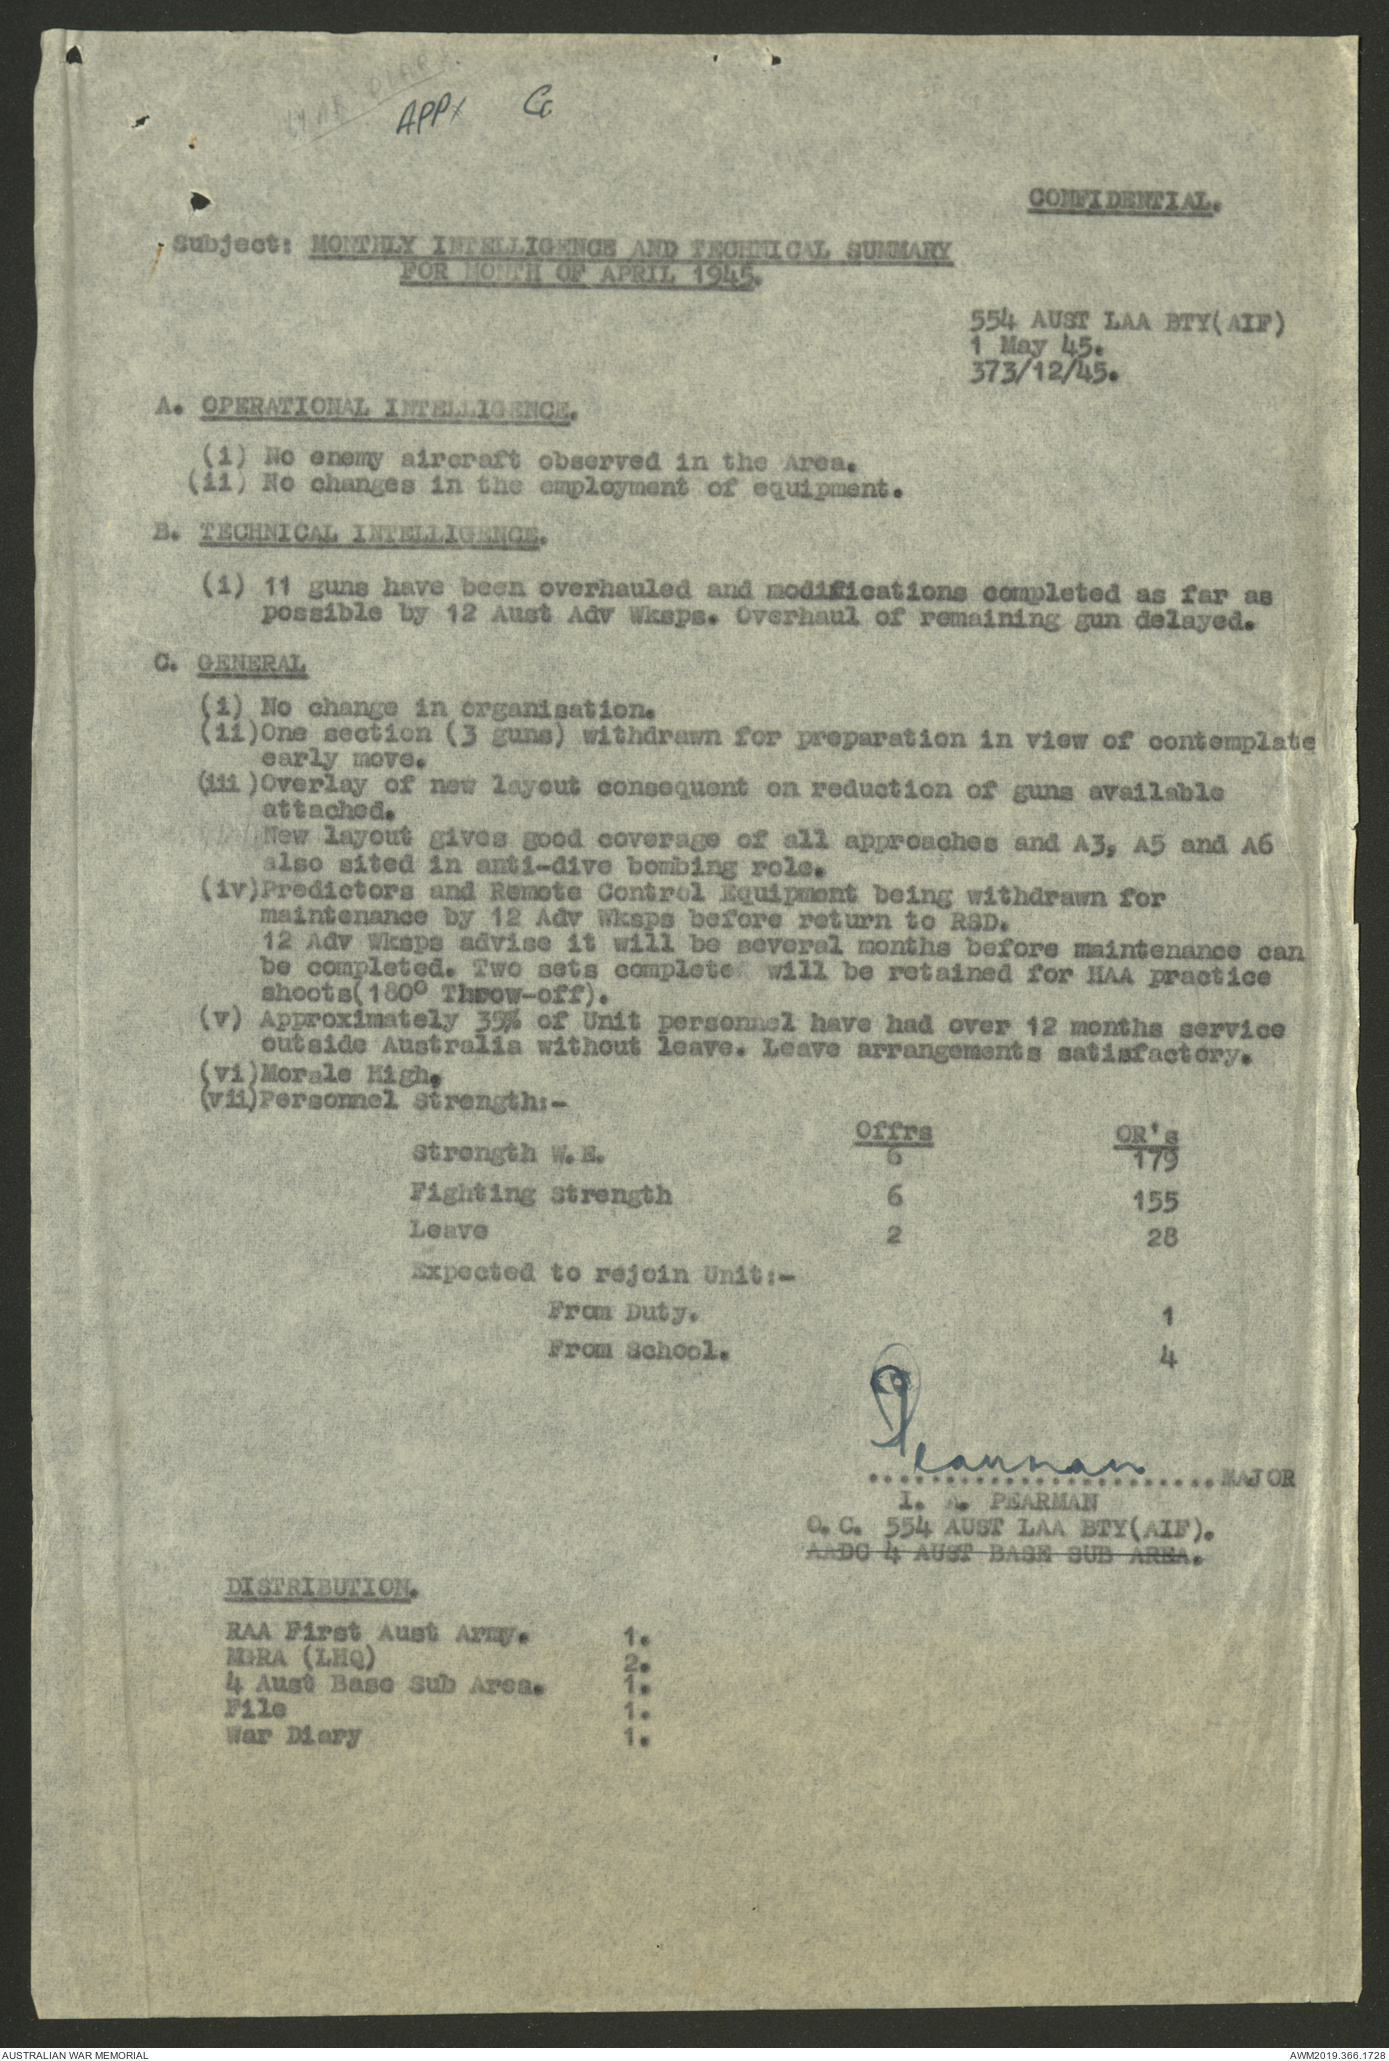 WAR DIARY.
APPX G
CONFIDENTIAL.
Subject: MONTHLY INTELLIGENCE AND TECHNICAL SUMMARY
FOR MONTH OF APRIL 1945.
554 AUST LAA BTY(AIF)
1 May 45.
373/12/45.
A. OPERATIONAL INTELLIGENCE.
(i) No enemy aircraft observed in the Area.
(ii) No changes in the employment of equipment.
B. TECHNICAL INTELLIGENCE.
(i) 11 guns have been overhauled and modifications completed as far as
possible by 12 Aust Adv Wksps. Overhaul of remaining gun delayed.
C. GENERAL
(i) No change in organisation.
(ii)One section (3 guns) withdrawn for preparation in view of contemplate
early move.
(iii)Overlay of new layout consequent on reduction of guns available
attached.
New layout gives good coverage of all approaches and A3, A5 and A6
also sited in anti-dive bombing role.
(iv)Predictors and Remote Control Equipment being withdrawn for
maintenance by 12 Adv Wksps before return to RSD.
12 Adv Wksps advise it will be several months before maintenance can
be completed. Two sets complete will be retained for HAA practice
shoots(180° Throw-off).
(v) Approximately 35% of Unit personnel have had over 12 months service
outside Australia without leave. Leave arrangements satisfactory.
(vi)Morale High.
(vii)Personnel Strength:-
Offrs OR's
Strength W.E. 6 179
Fighting Strength 6 155
Leave 2 28
Expected to rejoin Unit:-
From Duty. 1
From School. 4
Pearman
.......................MAJOR
I. A. PEARMAN
O.C. 554 AUST LAA BTY(AIF).
AADC 4 AUST BASE SUB AREA.
DISTRIBUTION.
RAA First Aust Army. 1.
MGRA (LHQ) 2.
4 Aust Base Sub Area. 1.
File 1.
War Diary 1.
AUSTRALIAN WAR MEMORIAL
AWM2019.366.1728